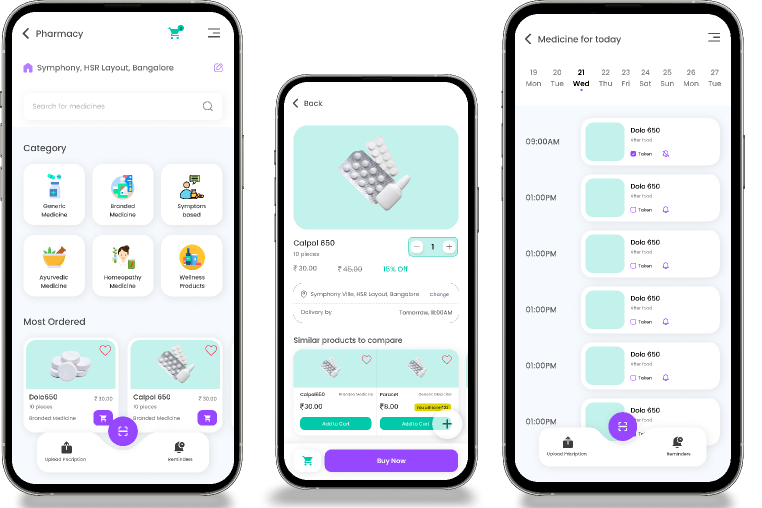 Pharmacy
Symphony, HSR Layout, Bangalore
Search for medicines
Category
Generic
Medicine
Branded
Medicine
Symptom
based
Ayurvedic
Medicine
Homeopathy
Medicine
Wellness
Products
Most Ordered
Dolo650
₹ 30.00
10 pieces
Branded Medicine
Calpol 650
₹ 30.00
10 pieces
Branded Medicine
Reminders
Back
Calpol 650
10 pieces
1
₹ 30.00
₹ 45.00
15% Off
Symphony Ville, HSR Layout, Bangalore
Change
Delivery by
Tomorrow, 11:00AM
Similar products to compare
Calpol650
Branded Medicine
₹30.00
Add to Cart
Paracet
Generic Medicine
₹8.00
Add to Cart
Buy Now
Medicine for today
19 20 21 22 23 24 25 26 27
Mon Tue Wed Thu Fri Sat Sun Mon Tue
09:00AM
Dolo 650
After food
Taken
01:00PM
Dolo 650
After food
Taken
01:00PM
Dolo 650
After food
Taken
01:00PM
Dolo 650
After food
Taken
01:00PM
Dolo 650
After food
Taken
01:00PM
Dolo 650
After food
Reminders